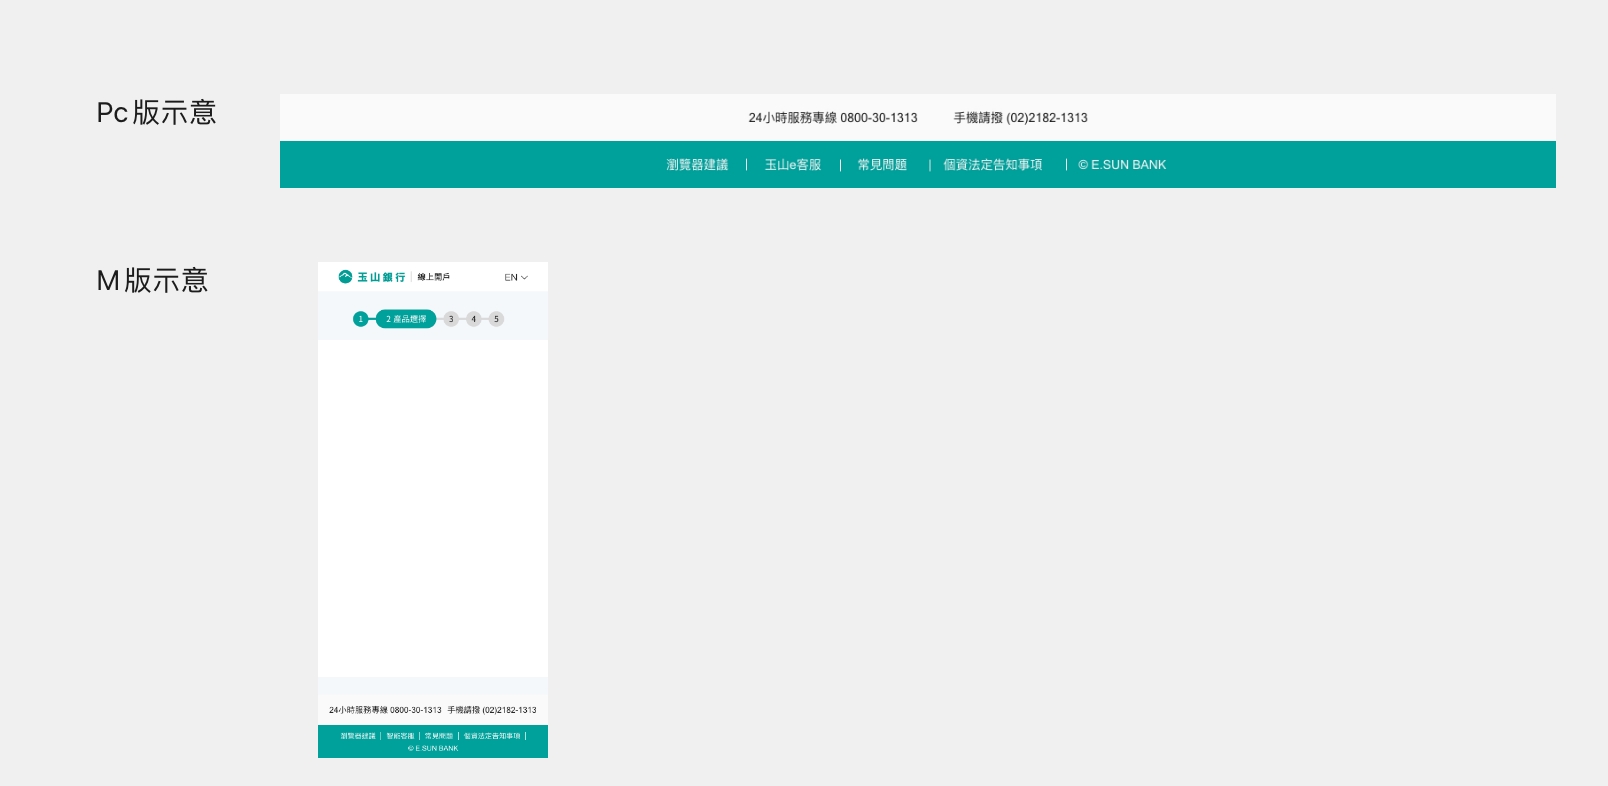 Pc版示意
24小時服務專線 0800-30-1313 手機請撥 (02)2182-1313
瀏覽器建議 | 玉山e客服 | 常見問題 | 個資法定告知事項 | © E.SUN BANK
M版示意
玉山銀行 | 線上開戶 EN
1 2 產品選擇 3 4 5
24小時服務專線 0800-30-1313 手機請撥 (02)2182-1313
瀏覽器建議 | 智能客服 | 常見問題 | 個資法定告知事項 |
© E.SUN BANK